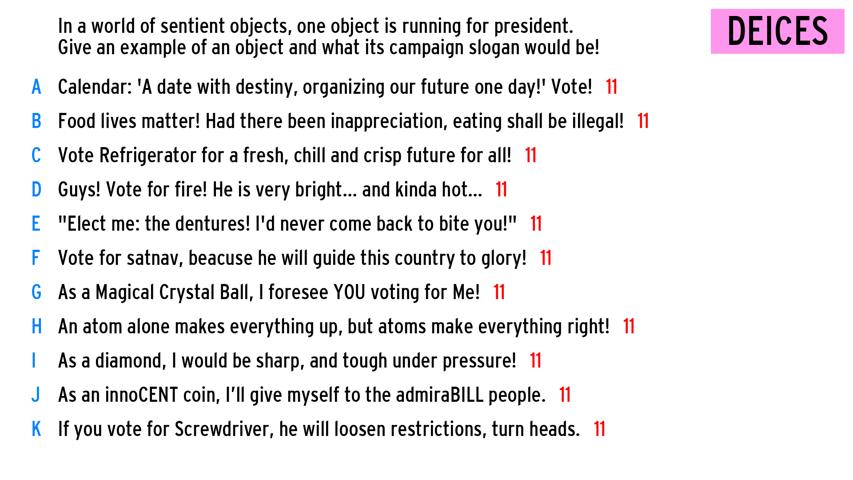 In a world of sentient objects, one object is running for president.
Give an example of an object and what its campaign slogan would be!
DEICES
A Calendar: 'A date with destiny, organizing our future one day!' Vote! 11
B Food lives matter! Had there been inappreciation, eating shall be illegal! 11
C Vote Refrigerator for a fresh, chill and crisp future for all! 11
D Guys! Vote for fire! He is very bright... and kinda hot... 11
E "Elect me: the dentures! I'd never come back to bite you!" 11
F Vote for satnav, beacuse he will guide this country to glory! 11
G As a Magical Crystal Ball, I foresee YOU voting for Me! 11
H An atom alone makes everything up, but atoms make everything right! 11
I As a diamond, I would be sharp, and tough under pressure! 11
J As an innoCENT coin, I'll give myself to the admiraBILL people. 11
K If you vote for Screwdriver, he will loosen restrictions, turn heads. 11